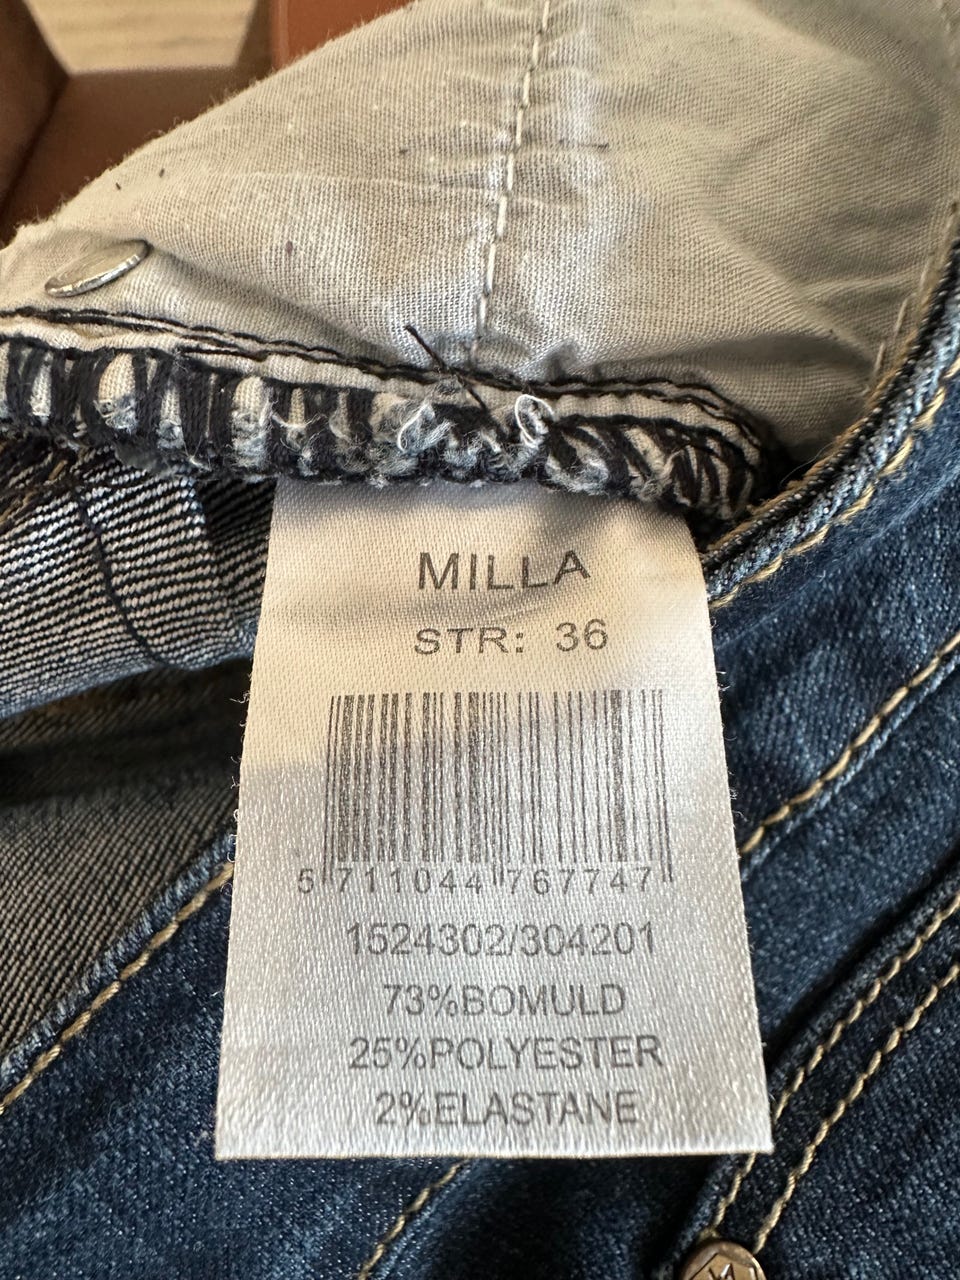 MILLA
STR: 36
5 711044 767747
1524302/304201
73%BOMULD
25%POLYESTER
2%ELASTANE